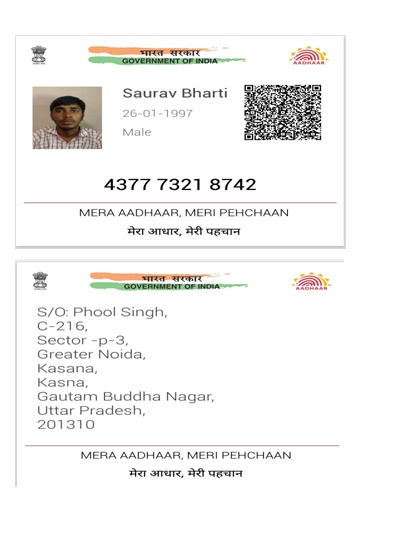 भारत सरकार
GOVERNMENT OF INDIA
AADHAAR
Saurav Bharti
26-01-1997
Male
4377 7321 8742
MERA AADHAAR, MERI PEHCHAAN
मेरा आधार, मेरी पहचान
भारत सरकार
GOVERNMENT OF INDIA
AADHAAR
S/O: Phool Singh,
C-216,
Sector -p-3,
Greater Noida,
Kasana,
Kasna,
Gautam Buddha Nagar,
Uttar Pradesh,
201310
MERA AADHAAR, MERI PEHCHAAN
मेरा आधार, मेरी पहचान